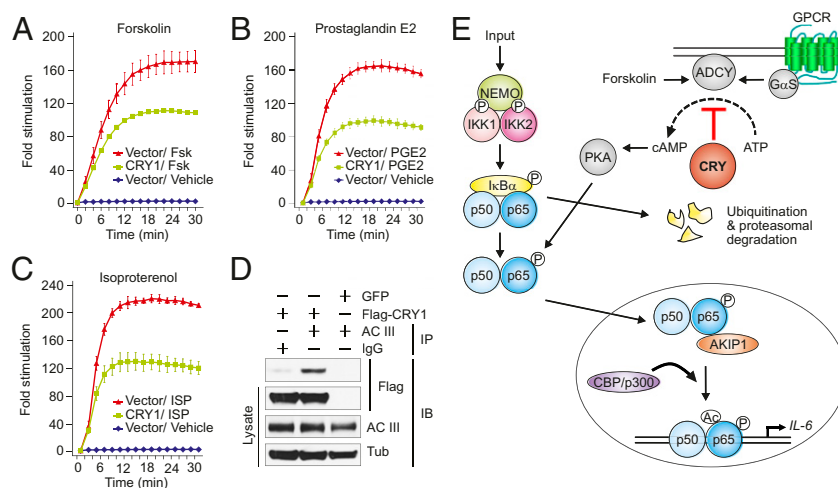 A
Forskolin
Fold stimulation
200
160
120
80
40
0
Vector/ Fsk
CRY1/ Fsk
Vector/ Vehicle
0 6 12 18 24 30
Time (min)
B
Prostaglandin E2
Fold stimulation
200
160
120
80
40
0
Vector/ PGE2
CRY1/ PGE2
Vector/ Vehicle
0 6 12 18 24 30
Time (min)
C
Isoproterenol
Fold stimulation
240
200
160
120
80
40
0
Vector/ ISP
CRY1/ ISP
Vector/ Vehicle
0 6 12 18 24 30
Time (min)
D
– – + GFP
+ + – Flag-CRY1
– + + AC III
+ – – IgG
IP
Flag
AC III
Tub
IB
Lysate
E
Input
NEMO
P P
IKK1 IKK2
IκBα P
p50 p65
p50 p65 P
GPCR
ADCY
Forskolin
GαS
cAMP
ATP
PKA
CRY
Ubiquitination
& proteasomal
degradation
p50 p65 P
AKIP1
CBP/p300
Ac P
p50 p65
IL-6